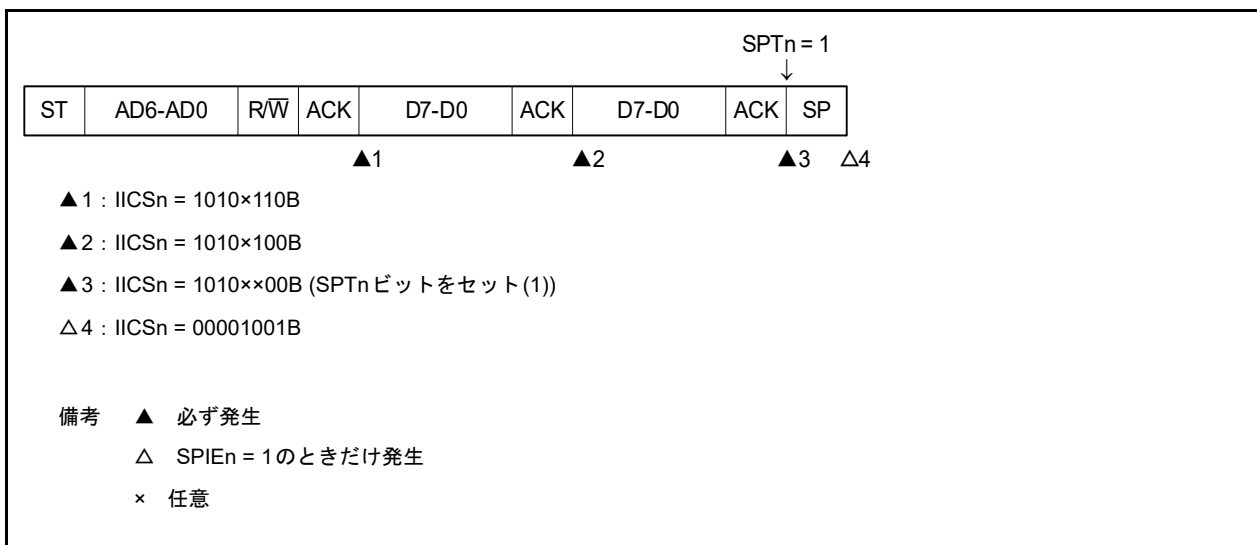 SPTn = 1
↓
ST AD6-AD0 R/W̅ ACK D7-D0 ACK D7-D0 ACK SP
▲1 ▲2 ▲3 △4
▲1:IICSn = 1010×110B
▲2:IICSn = 1010×100B
▲3:IICSn = 1010××00B (SPTnビットをセット(1))
△4:IICSn = 00001001B
備考 ▲ 必ず発生
△ SPIEn = 1のときだけ発生
× 任意